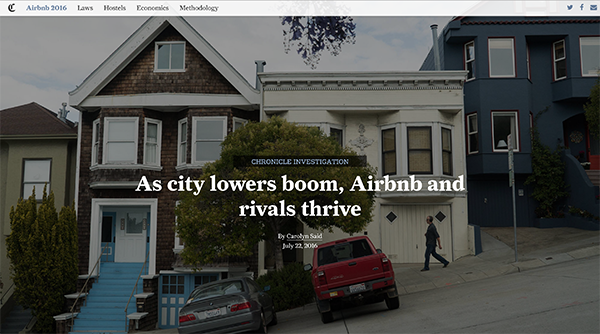 C Airbnb 2016 Laws Hostels Economics Methodology
CHRONICLE INVESTIGATION
As city lowers boom, Airbnb and
rivals thrive
By Carolyn Said
July 22, 2016